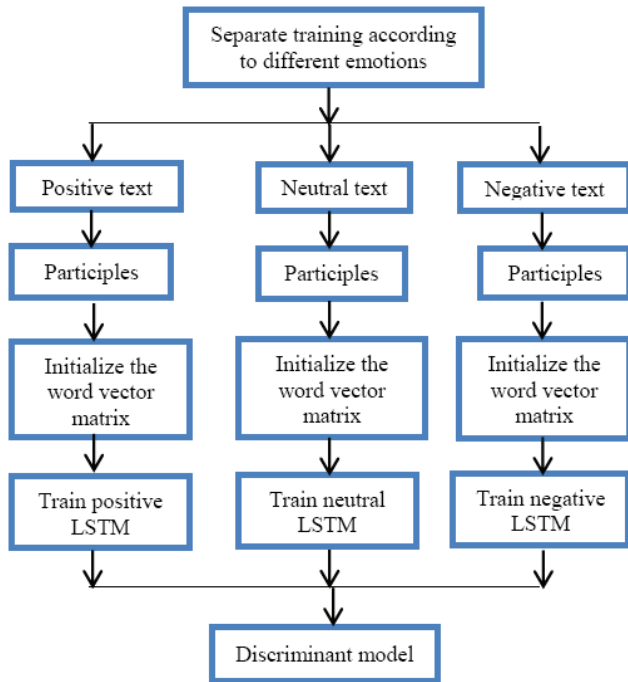 Separate training according
to different emotions
Positive text
Neutral text
Negative text
Participles
Participles
Participles
Initialize the
word vector
matrix
Initialize the
word vector
matrix
Initialize the
word vector
matrix
Train positive
LSTM
Train neutral
LSTM
Train negative
LSTM
Discriminant model